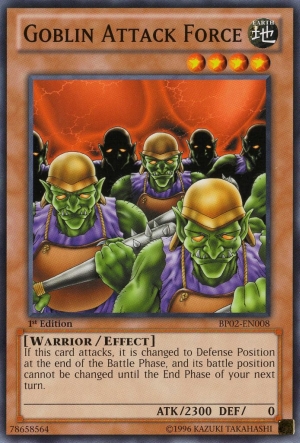 Goblin Attack Force
EARTH
地
1st Edition
BP02-EN008
[WARRIOR / EFFECT]
If this card attacks, it is changed to Defense Position
at the end of the Battle Phase, and its battle position
cannot be changed until the End Phase of your next
turn.
ATK/2300 DEF/ 0
78658564
©1996 KAZUKI TAKAHASHI